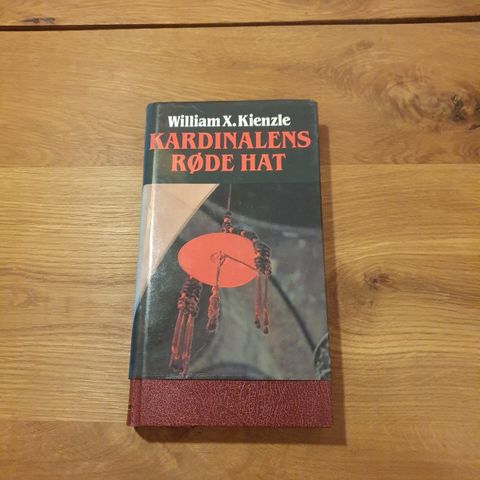 William X. Kienzle
KARDINALENS
RØDE HAT